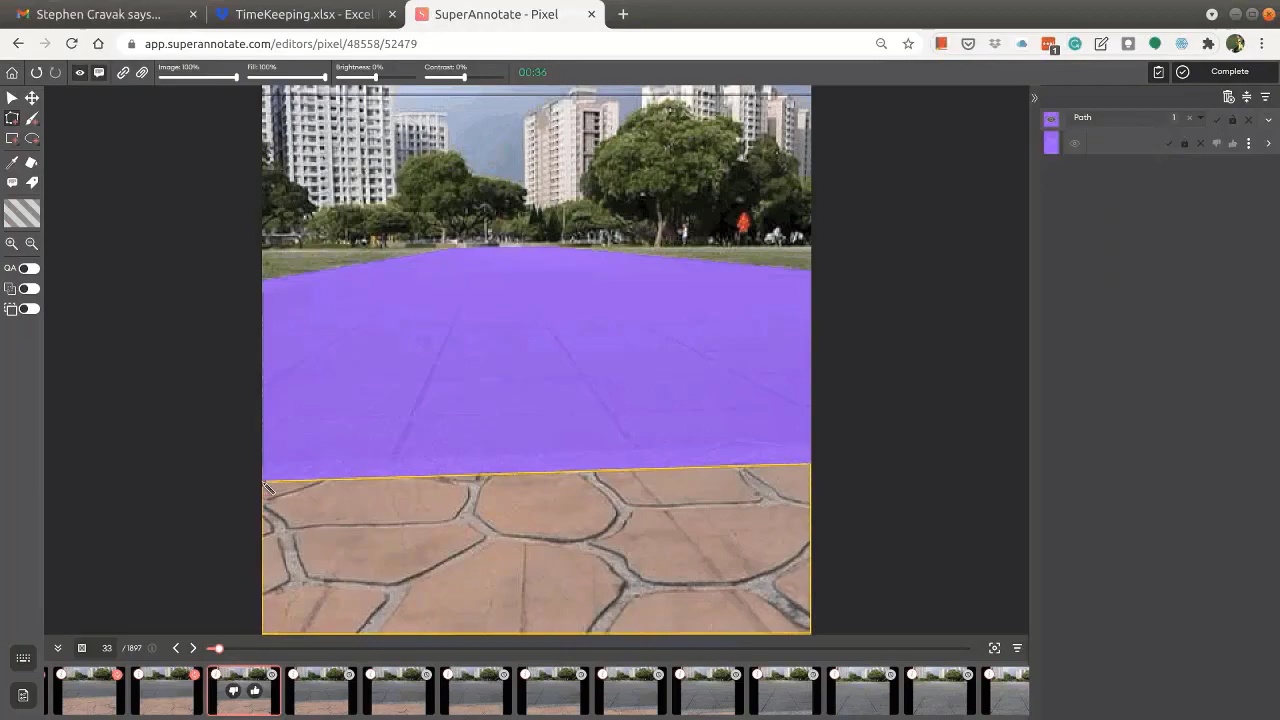 Stephen Cravak says...
TimeKeeping.xlsx - Excel
SuperAnnotate - Pixel
app.superannotate.com/editors/pixel/48558/52479
1
Image: 100%
Fill: 100%
Brightness: 0%
Contrast: 0%
00:36
Complete
Path
1
QA
33
/1897